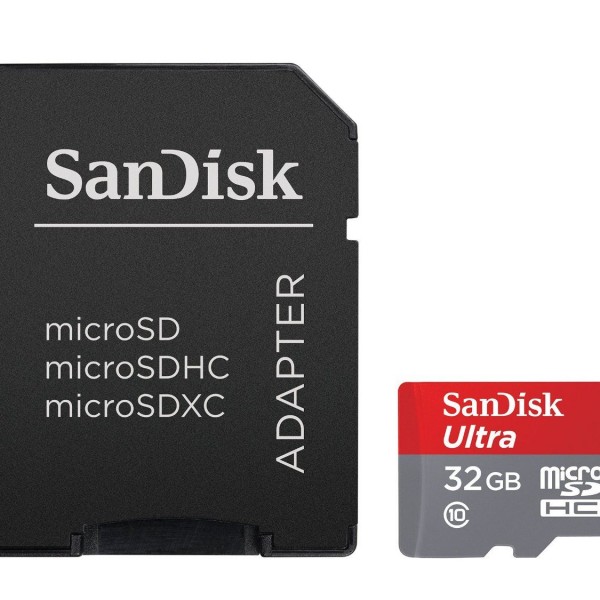 SanDisk
microSD
microSDHC
microSDXC
ADAPTER
SanDisk
Ultra
32GB
micro
SD
HC
10